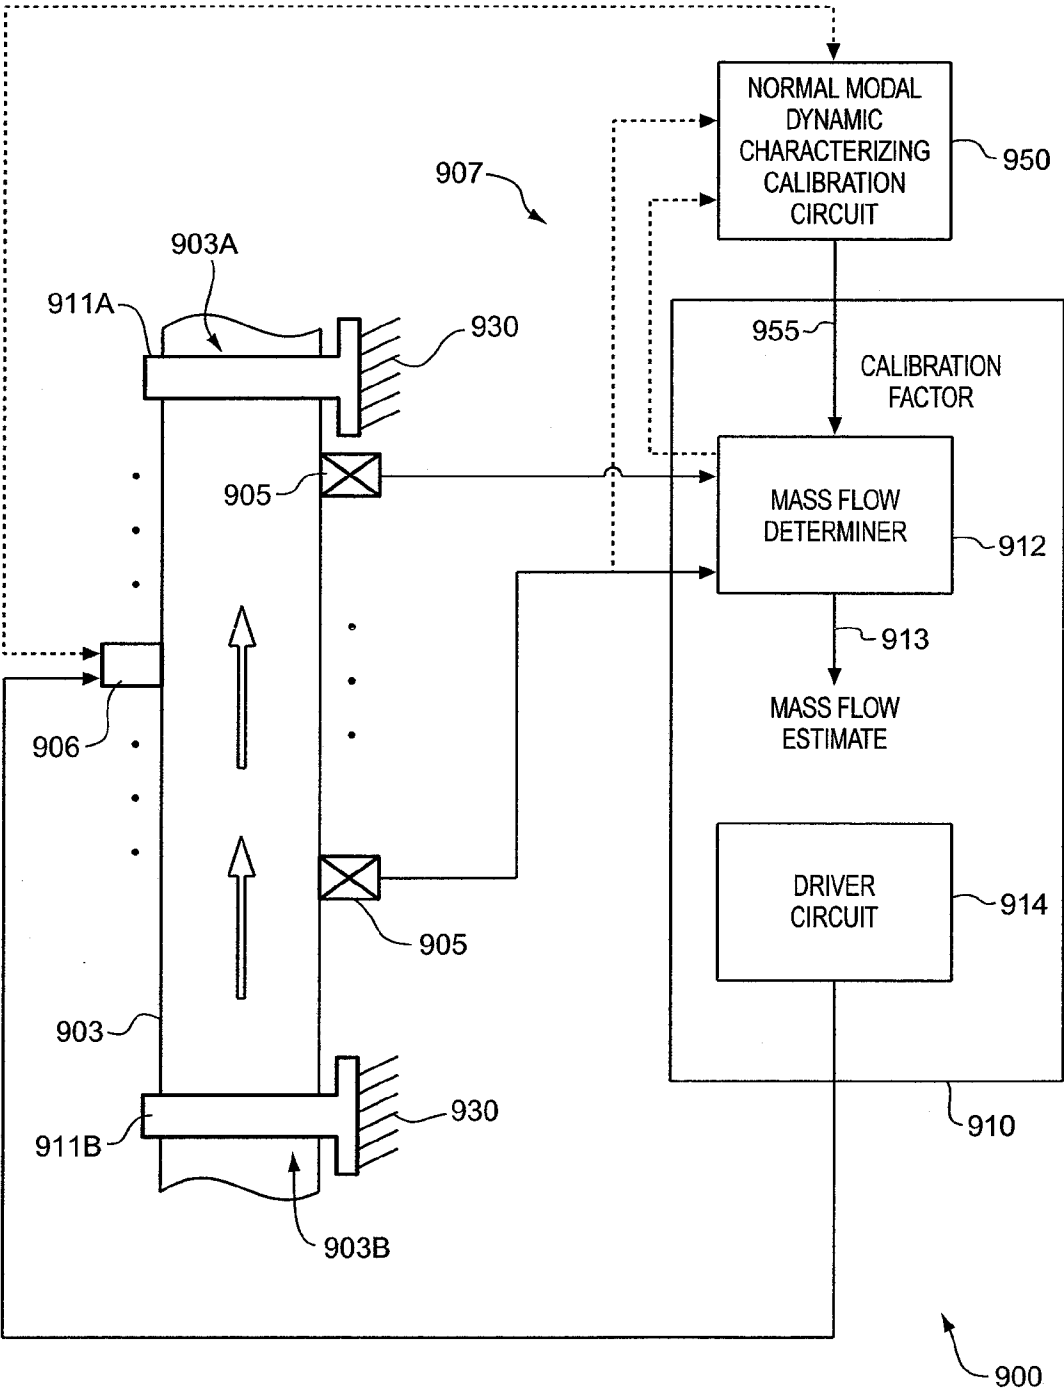 NORMAL MODAL
DYNAMIC
CHARACTERIZING
CALIBRATION
CIRCUIT
950
907
903A
911A
930
955
CALIBRATION
FACTOR
905
MASS FLOW
DETERMINER
912
913
906
MASS FLOW
ESTIMATE
DRIVER
CIRCUIT
914
905
903
930
910
911B
903B
900